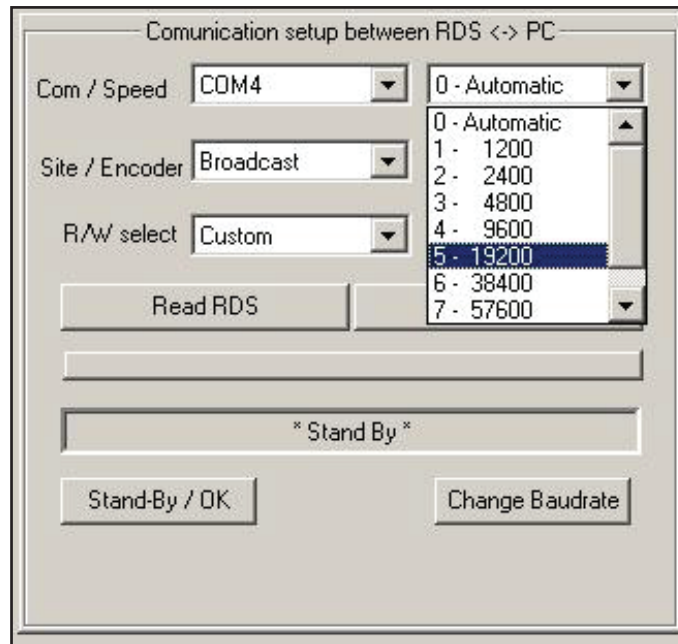 Comunication setup between RDS <-> PC
Com / Speed COM4 0 - Automatic
0 - Automatic
1 - 1200
Site / Encoder Broadcast
2 - 2400
3 - 4800
R/W select Custom
4 - 9600
5 - 19200
6 - 38400
Read RDS
7 - 57600
* Stand By *
Stand-By / OK Change Baudrate